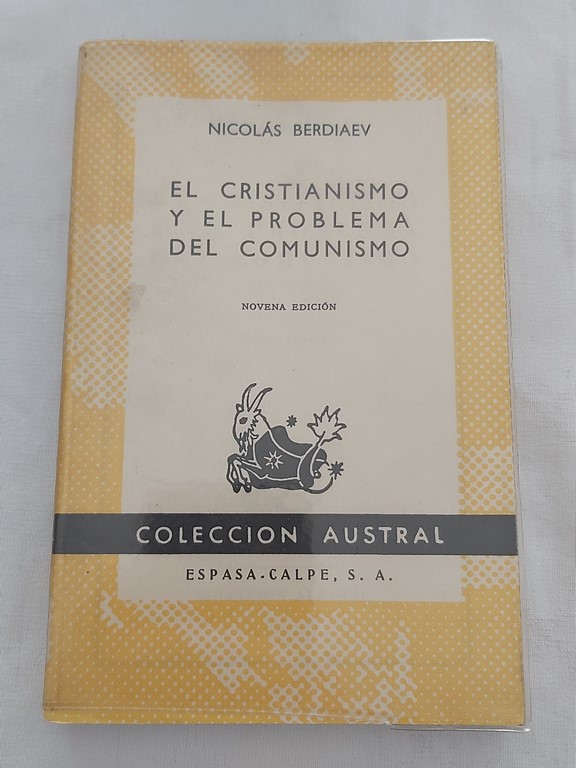 NICOLÁS BERDIAEV
EL CRISTIANISMO
Y EL PROBLEMA
DEL COMUNISMO
NOVENA EDICIÓN
COLECCION AUSTRAL
ESPASA-CALPE, S. A.